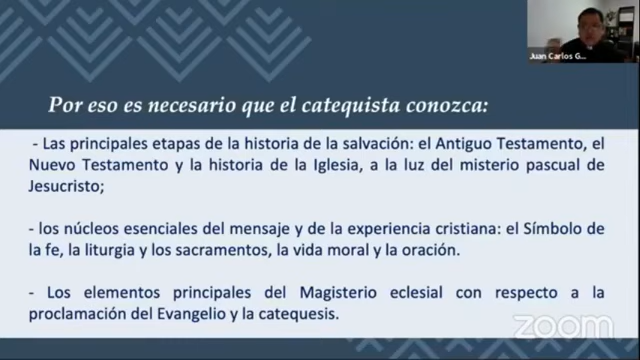 Juan Carlos G...
Por eso es necesario que el catequista conozca:
- Las principales etapas de la historia de la salvación: el Antiguo Testamento, el
Nuevo Testamento y la historia de la Iglesia, a la luz del misterio pascual de
Jesucristo;
- los núcleos esenciales del mensaje y de la experiencia cristiana: el Símbolo de
la fe, la liturgia y los sacramentos, la vida moral y la oración.
- Los elementos principales del Magisterio eclesial con respecto a la
proclamación del Evangelio y la catequesis.
zoom